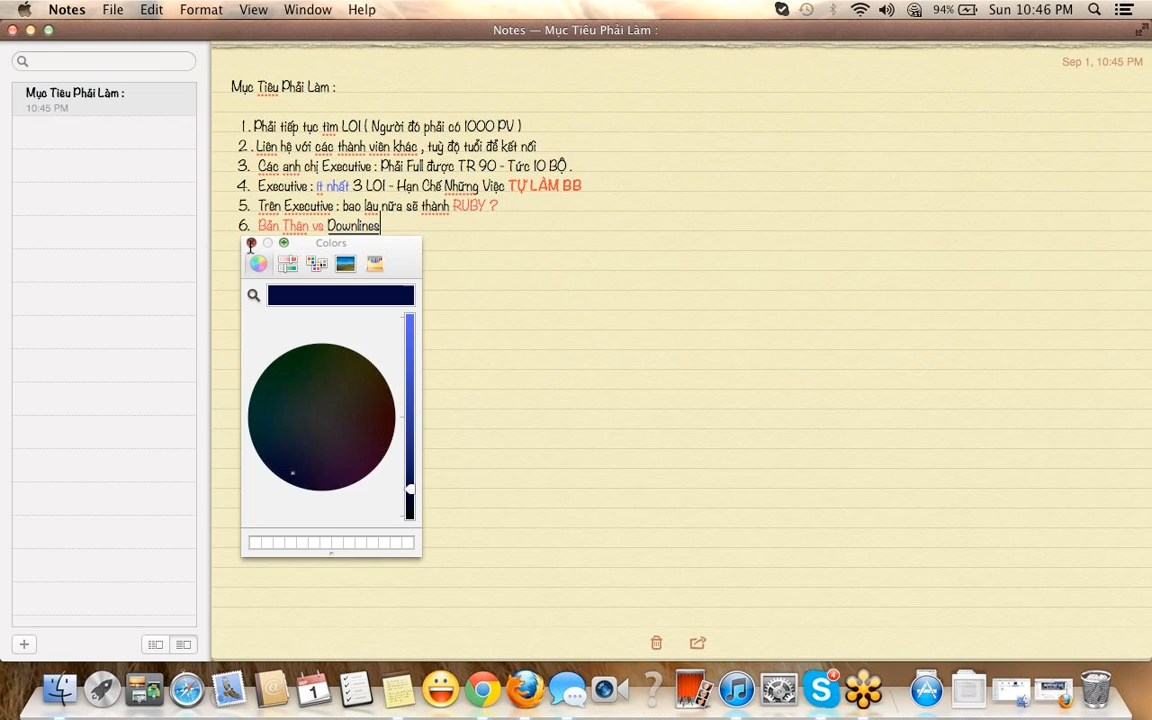 Notes File Edit Format View Window Help 94% Sun 10:46 PM
Notes — Mục Tiêu Phải Làm :
Sep 1, 10:45 PM
Mục Tiêu Phải Làm :
10:45 PM
Mục Tiêu Phải Làm :
1. Phải tiếp tục tìm LOI ( Người đó phải có 1000 PV )
2. Liên hệ với các thành viên khác , tuỳ độ tuổi để kết nối
3. Các anh chị Executive : Phải Full được TR 90 - Tức 10 BỘ .
4. Executive : ít nhất 3 LOI - Hạn Chế Những Việc TỰ LÀM BB
5. Trên Executive : bao lâu nữa sẽ thành RUBY ?
6. Bản Thân vs Downlines
Colors
SEP
1
4